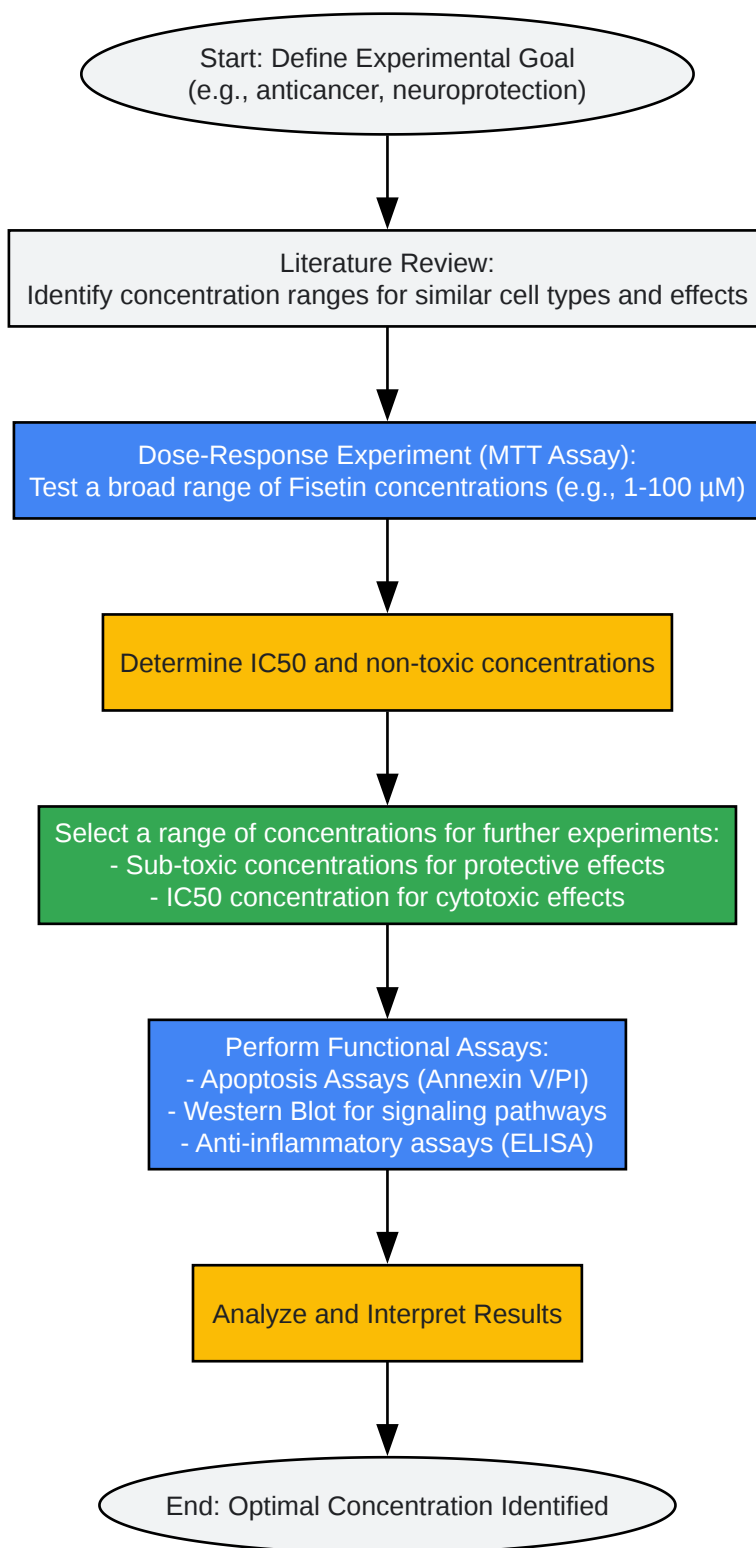 Start: Define Experimental Goal
(e.g., anticancer, neuroprotection)
Literature Review:
Identify concentration ranges for similar cell types and effects
Dose-Response Experiment (MTT Assay):
Test a broad range of Fisetin concentrations (e.g., 1-100 µM)
Determine IC50 and non-toxic concentrations
Select a range of concentrations for further experiments:
- Sub-toxic concentrations for protective effects
- IC50 concentration for cytotoxic effects
Perform Functional Assays:
- Apoptosis Assays (Annexin V/PI)
- Western Blot for signaling pathways
- Anti-inflammatory assays (ELISA)
Analyze and Interpret Results
End: Optimal Concentration Identified